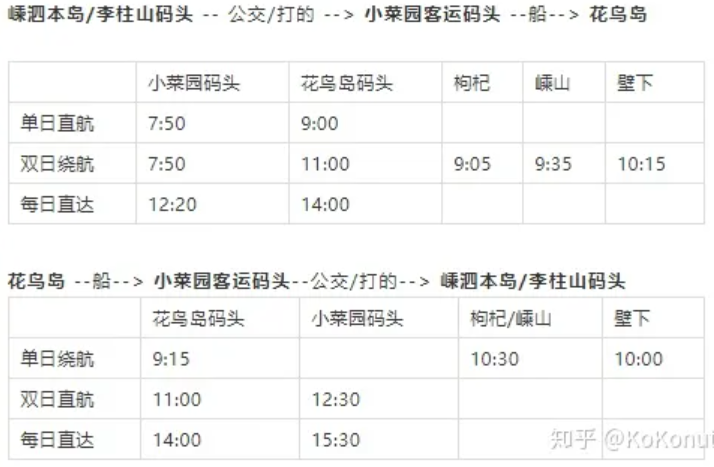 嵊泗本岛/李柱山码头 -- 公交/打的 --> 小菜园客运码头 --船--> 花鸟岛
小菜园码头 花鸟岛码头 枸杞 嵊山 壁下
单日直航 7:50 9:00
双日绕航 7:50 11:00 9:05 9:35 10:15
每日直达 12:20 14:00
花鸟岛 --船--> 小菜园客运码头--公交/打的--> 嵊泗本岛/李柱山码头
花鸟岛码头 小菜园码头 枸杞/嵊山 壁下
单日绕航 9:15 10:30 10:00
双日直航 11:00 12:30
每日直达 14:00 15:30
知乎 @KoKonut